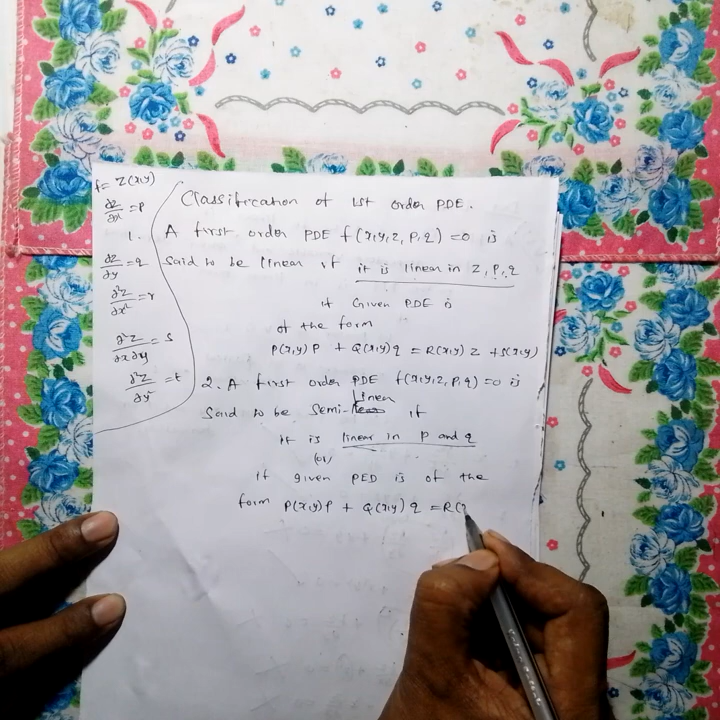 f= Z(x,y)
∂z/∂x = p
∂z/∂y = q
∂²z/∂x² = r
∂²z/∂x∂y = s
∂²z/∂y² = t
Classification of 1st order PDE.
1. A first order PDE f(x,y,z,p,q) =0 is
said to be linear if it is linear in z,p,q
if Given PDE is
of the form
P(x,y)p + Q(x,y)q = R(x,y) z + S(x,y)
2. A first order PDE f(x,y,z,p,q) =0 is
said to be Semi-linear if
it is linear in p and q
(or)
if given PED is of the
form P(x,y)p + Q(x,y) q = R(x